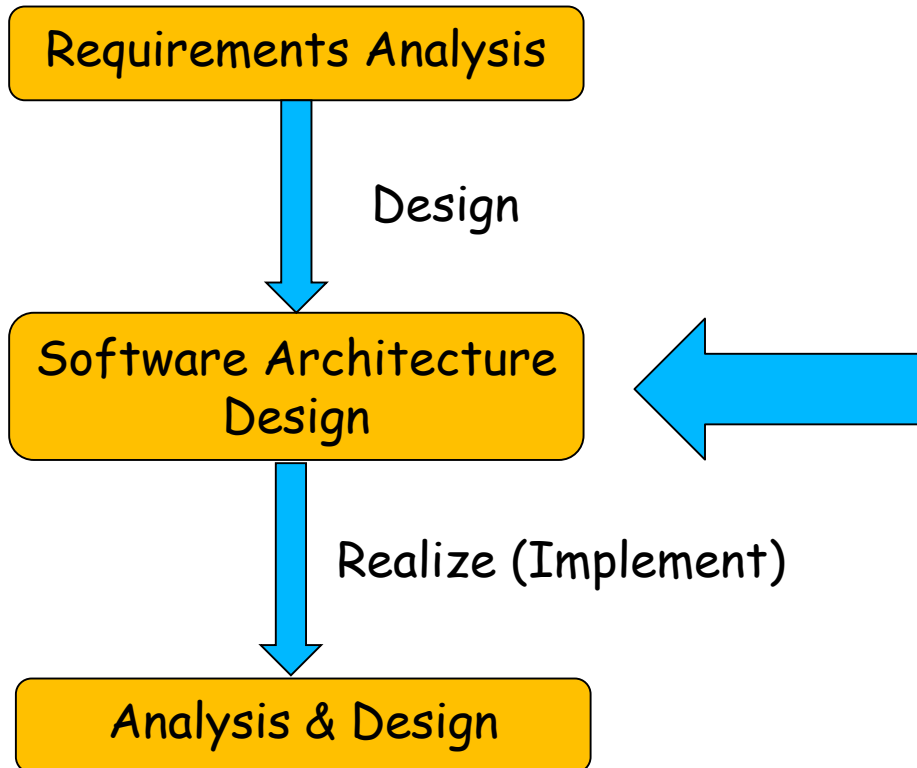 Requirements Analysis
Design
Software Architecture
Design
Realize (Implement)
Analysis & Design